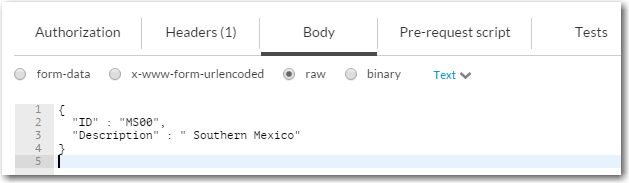 Authorization Headers (1) Body Pre-request script Tests
form-data x-www-form-urlencoded raw binary Text
1 {
2 "ID" : "MS00",
3 "Description" : " Southern Mexico"
4 }
5